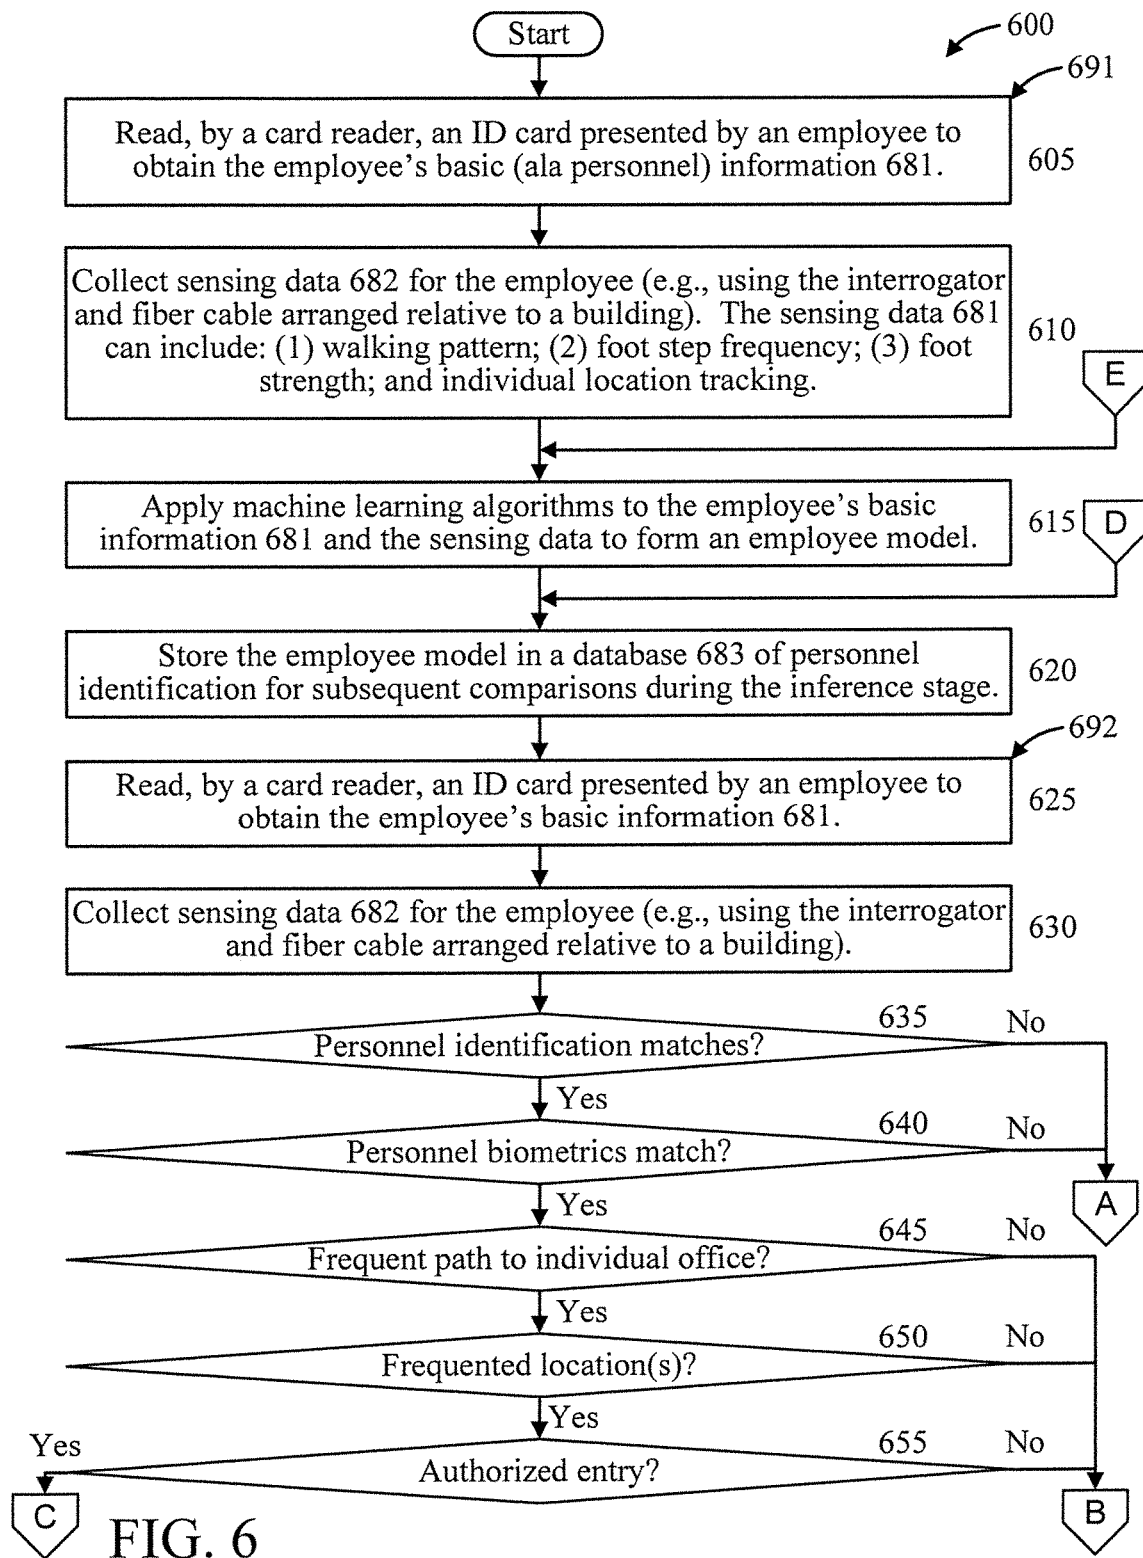 Start
600
691
Read, by a card reader, an ID card presented by an employee to
obtain the employee's basic (ala personnel) information 681.
605
Collect sensing data 682 for the employee (e.g., using the interrogator
and fiber cable arranged relative to a building). The sensing data 681
can include: (1) walking pattern; (2) foot step frequency; (3) foot
strength; and individual location tracking.
610
E
Apply machine learning algorithms to the employee's basic
information 681 and the sensing data to form an employee model.
615
D
Store the employee model in a database 683 of personnel
identification for subsequent comparisons during the inference stage.
620
692
Read, by a card reader, an ID card presented by an employee to
obtain the employee's basic information 681.
625
Collect sensing data 682 for the employee (e.g., using the interrogator
and fiber cable arranged relative to a building).
630
635
No
Personnel identification matches?
Yes
640
No
Personnel biometrics match?
A
Yes
645
No
Frequent path to individual office?
Yes
650
No
Frequented location(s)?
Yes
Yes
655
No
Authorized entry?
C
B
FIG. 6